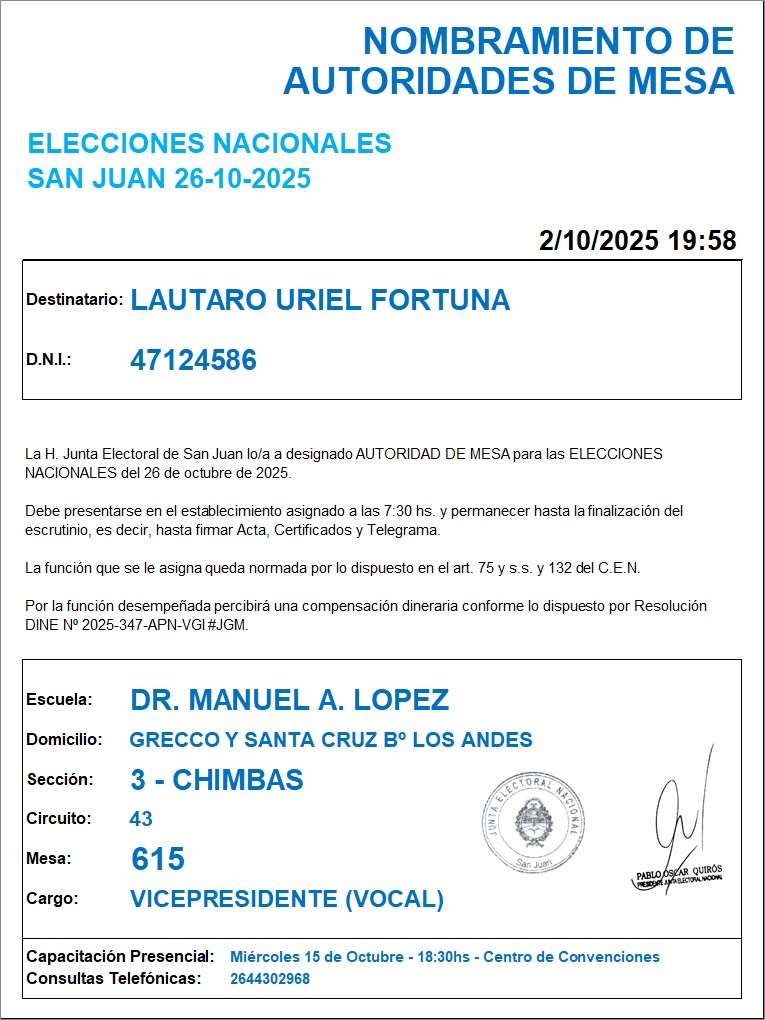 NOMBRAMIENTO DE
AUTORIDADES DE MESA
ELECCIONES NACIONALES
SAN JUAN 26-10-2025
2/10/2025 19:58
Destinatario: LAUTARO URIEL FORTUNA
D.N.I.: 47124586
La H. Junta Electoral de San Juan lo/a a designado AUTORIDAD DE MESA para las ELECCIONES
NACIONALES del 26 de octubre de 2025.
Debe presentarse en el establecimiento asignado a las 7:30 hs. y permanecer hasta la finalización del
escrutinio, es decir, hasta firmar Acta, Certificados y Telegrama.
La función que se le asigna queda normada por lo dispuesto en el art. 75 y s.s. y 132 del C.E.N.
Por la función desempeñada percibirá una compensación dineraria conforme lo dispuesto por Resolución
DINE Nº 2025-347-APN-VGI#JGM.
Escuela: DR. MANUEL A. LOPEZ
Domicilio: GRECCO Y SANTA CRUZ Bº LOS ANDES
Sección: 3 - CHIMBAS
Circuito: 43
Mesa: 615
Cargo: VICEPRESIDENTE (VOCAL)
JUNTA ELECTORAL NACIONAL
San Juan
PABLO OSCAR QUIRÓS
PRESIDENTE JUNTA ELECTORAL NACIONAL
Capacitación Presencial: Miércoles 15 de Octubre - 18:30hs - Centro de Convenciones
Consultas Telefónicas: 2644302968